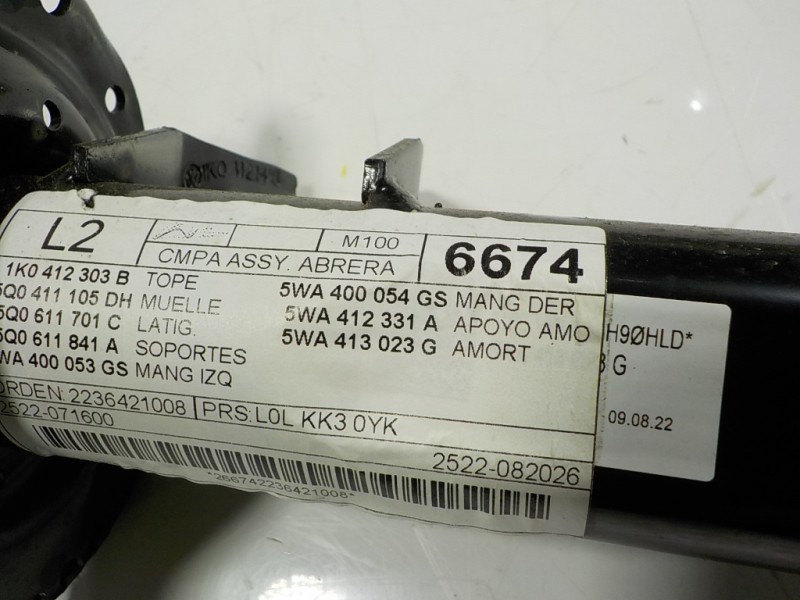 L2
M100
CMPA ASSY. ABRERA
6674
1K0 412 303 B TOPE
5Q0 411 105 DH MUELLE
5Q0 611 701 C LATIG.
5Q0 611 841 A SOPORTES
WA 400 053 GS MANG IZQ
5WA 400 054 GS MANG DER
5WA 412 331 A APOYO AMO
5WA 413 023 G AMORT
ORDEN: 2236421008
PRS: L0L KK3 0YK
2522-071600
2522-082026
*2667422236421008*
H9ØHLD*
G
09.08.22